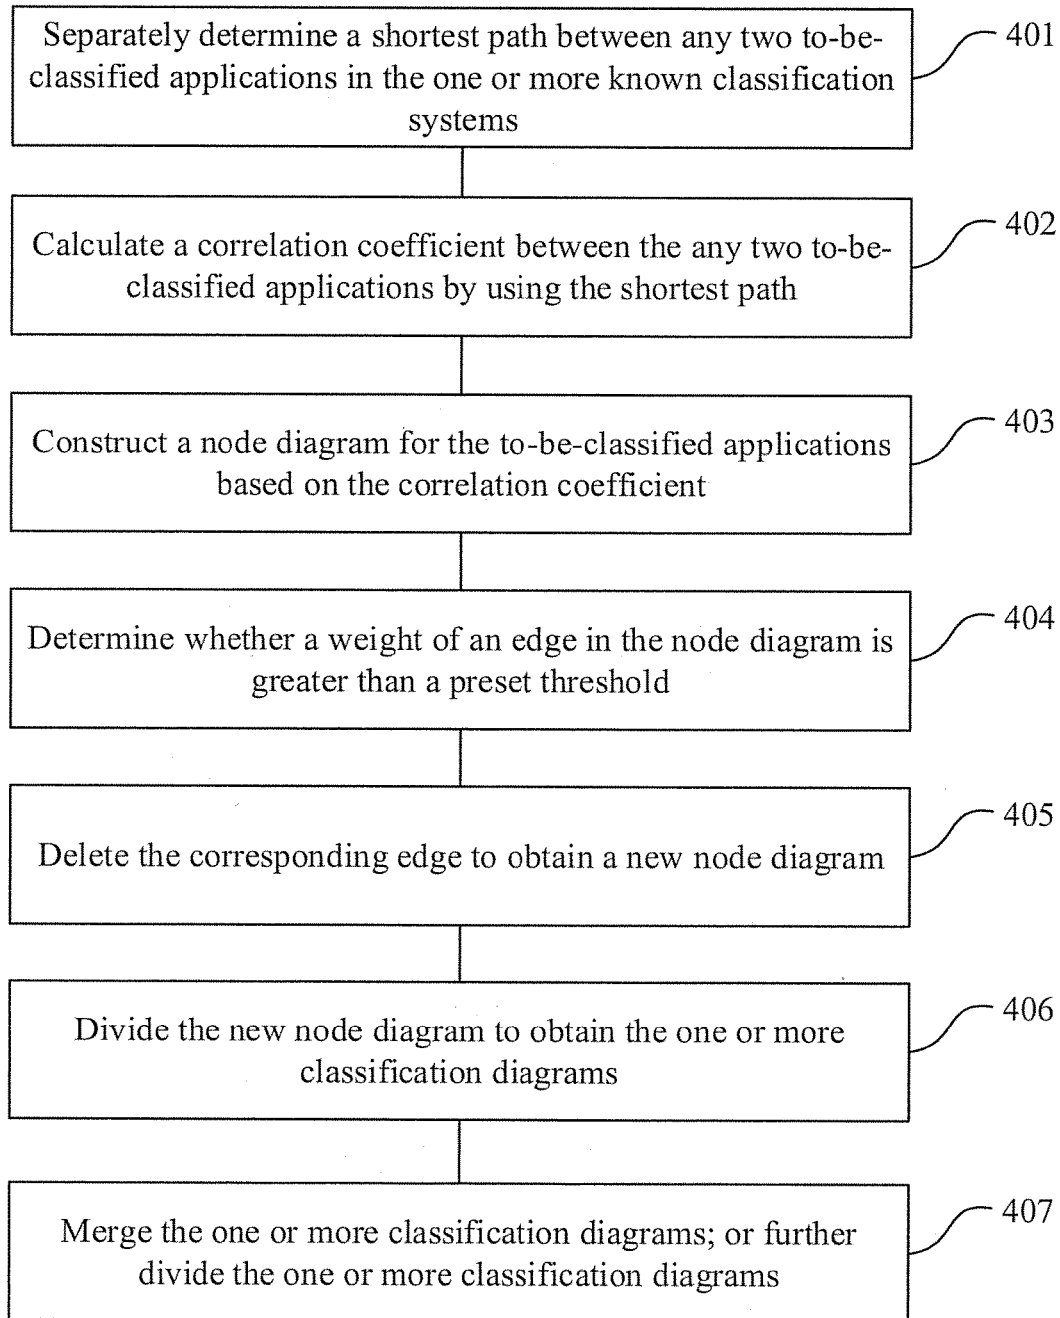 Separately determine a shortest path between any two to-be-
classified applications in the one or more known classification
systems
401
Calculate a correlation coefficient between the any two to-be-
classified applications by using the shortest path
402
Construct a node diagram for the to-be-classified applications
based on the correlation coefficient
403
Determine whether a weight of an edge in the node diagram is
greater than a preset threshold
404
Delete the corresponding edge to obtain a new node diagram
405
Divide the new node diagram to obtain the one or more
classification diagrams
406
Merge the one or more classification diagrams; or further
divide the one or more classification diagrams
407